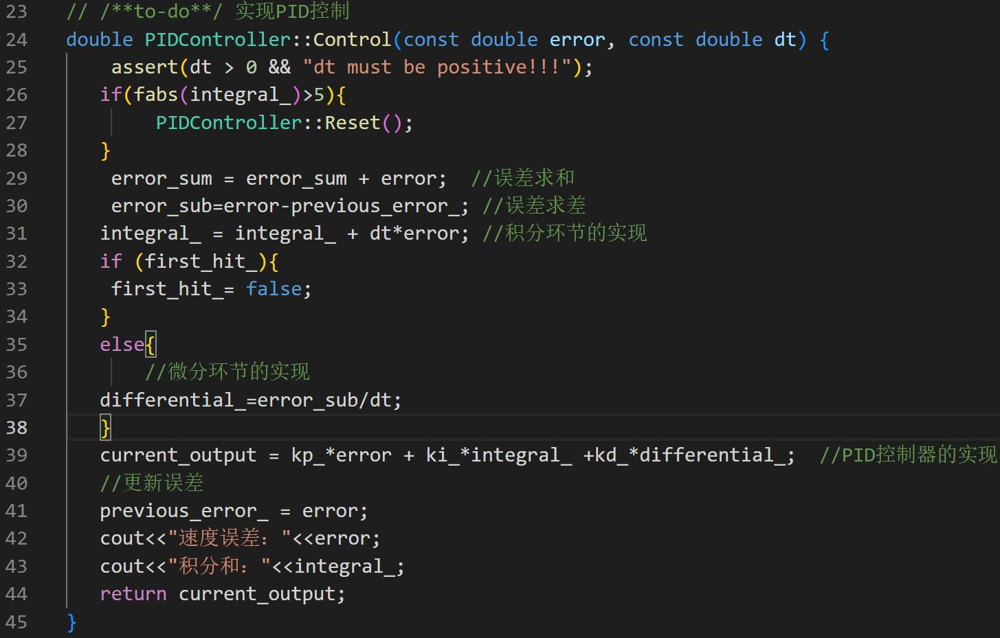 23 // /**to-do**/ 实现PID控制
24 double PIDController::Control(const double error, const double dt) {
25 assert(dt > 0 && "dt must be positive!!!");
26 if(fabs(integral_)>5){
27 PIDController::Reset();
28 }
29 error_sum = error_sum + error; //误差求和
30 error_sub=error-previous_error_; //误差求差
31 integral_ = integral_ + dt*error; //积分环节的实现
32 if (first_hit_){
33 first_hit_= false;
34 }
35 else{
36 //微分环节的实现
37 differential_=error_sub/dt;
38 }
39 current_output = kp_*error + ki_*integral_ +kd_*differential_; //PID控制器的实现
40 //更新误差
41 previous_error_ = error;
42 cout<<"速度误差："<<error;
43 cout<<"积分和："<<integral_;
44 return current_output;
45 }